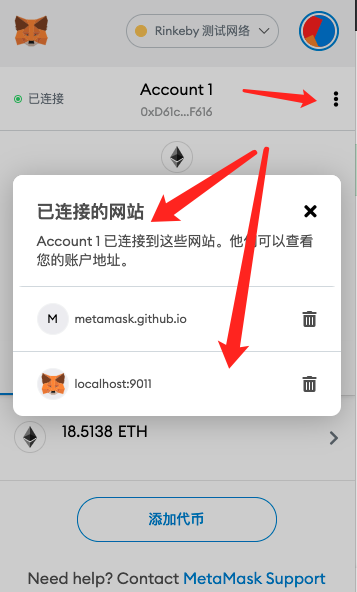 Rinkeby 测试网络
已连接
Account 1
0xD61c...F616
已连接的网站
Account 1 已连接到这些网站。他们可以查看
您的账户地址。
M
metamask.github.io
localhost:9011
18.5138 ETH
添加代币
Need help? Contact MetaMask Support